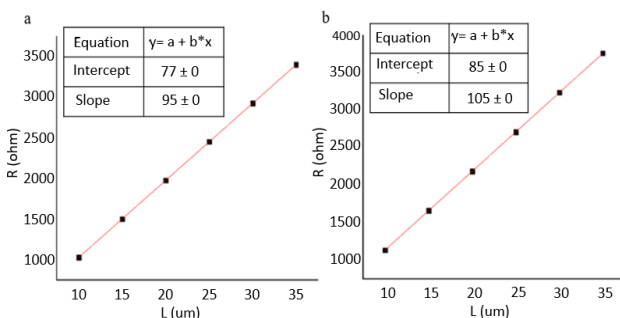 a
Equation y= a + b*x
Intercept 77 ± 0
Slope 95 ± 0
3500
3000
2500
2000
1500
1000
R (ohm)
10 15 20 25 30 35
L (um)
b
Equation y= a + b*x
Intercept 85 ± 0
Slope 105 ± 0
4000
3500
3000
2500
2000
1500
1000
R (ohm)
10 15 20 25 30 35
L (um)